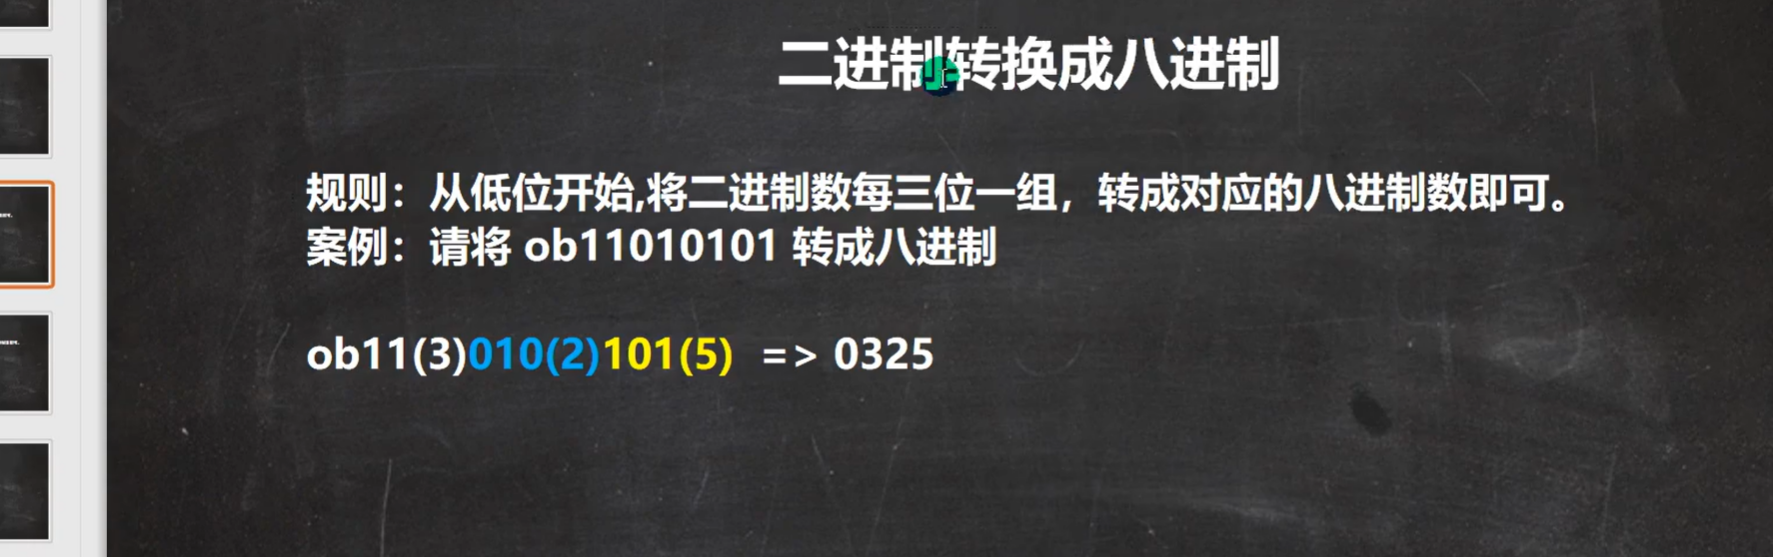 二进制转换成八进制
规则：从低位开始,将二进制数每三位一组，转成对应的八进制数即可。
案例：请将 ob11010101 转成八进制
ob11(3)010(2)101(5) => 0325